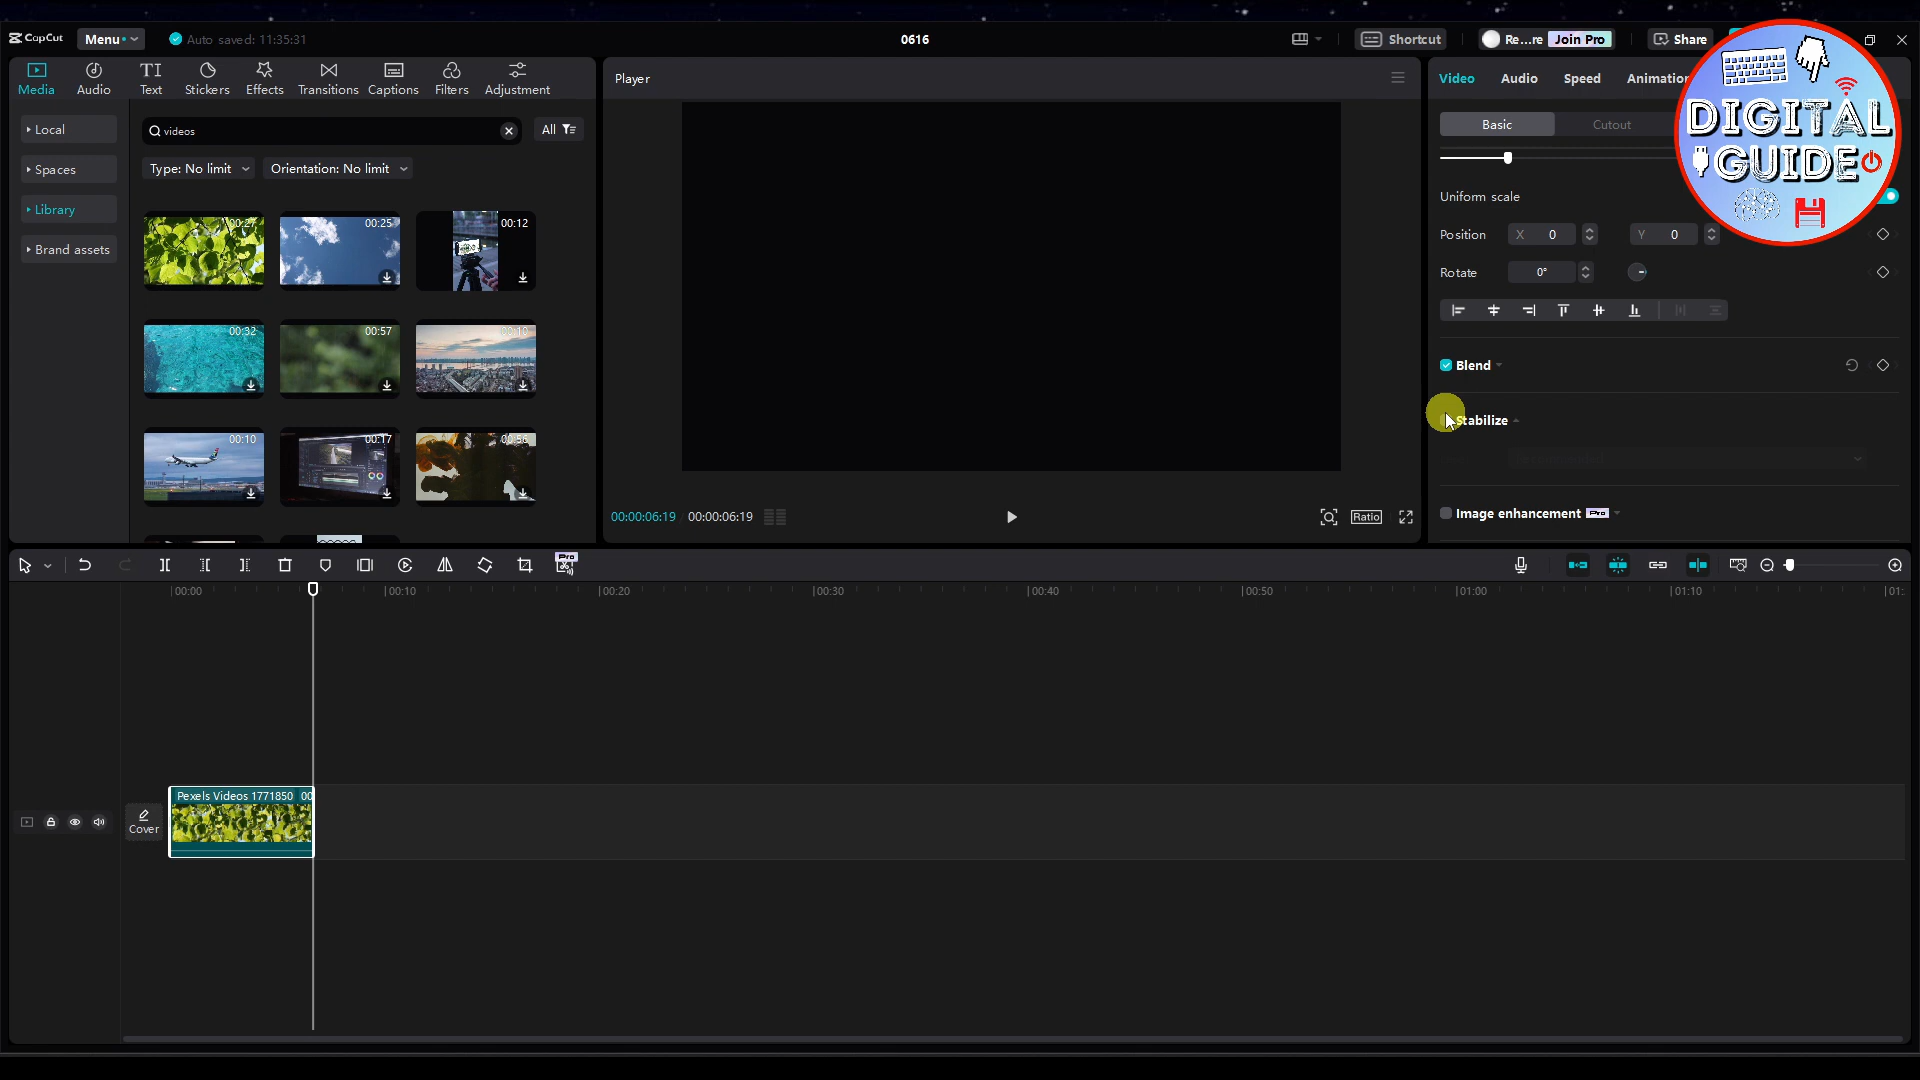 CapCut
Menu
Auto saved: 11:35:31
0616
Shortcut
Re...re
Join Pro
Share
Media
Audio
Text
Stickers
Effects
Transitions
Captions
Filters
Adjustment
Local
Spaces
Library
Brand assets
videos
All
Type: No limit
Orientation: No limit
00:27
00:25
00:12
00:32
00:57
00:10
00:10
00:17
00:56
Player
00:00:06:19
00:00:06:19
Ratio
Video
Audio
Speed
Animation
Basic
Cutout
Uniform scale
Position
X 0
Y 0
Rotate
0°
Blend
Stabilize
Image enhancement
Pro
DIGITAL
GUIDE
Pro
00:00
00:10
00:20
00:30
00:40
00:50
01:00
01:10
01:
Cover
Pexels Videos 1771850 00